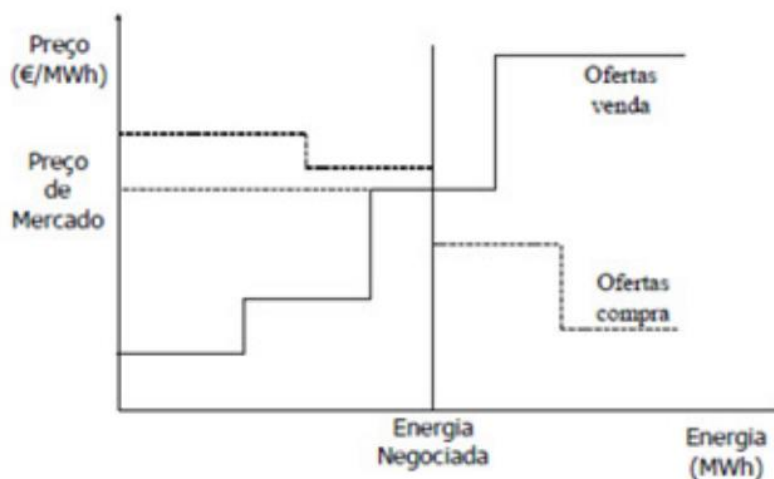 Preço
(€/MWh)
Ofertas
venda
Preço
de
Mercado
Ofertas
compra
Energia
Negociada
Energia
(MWh)